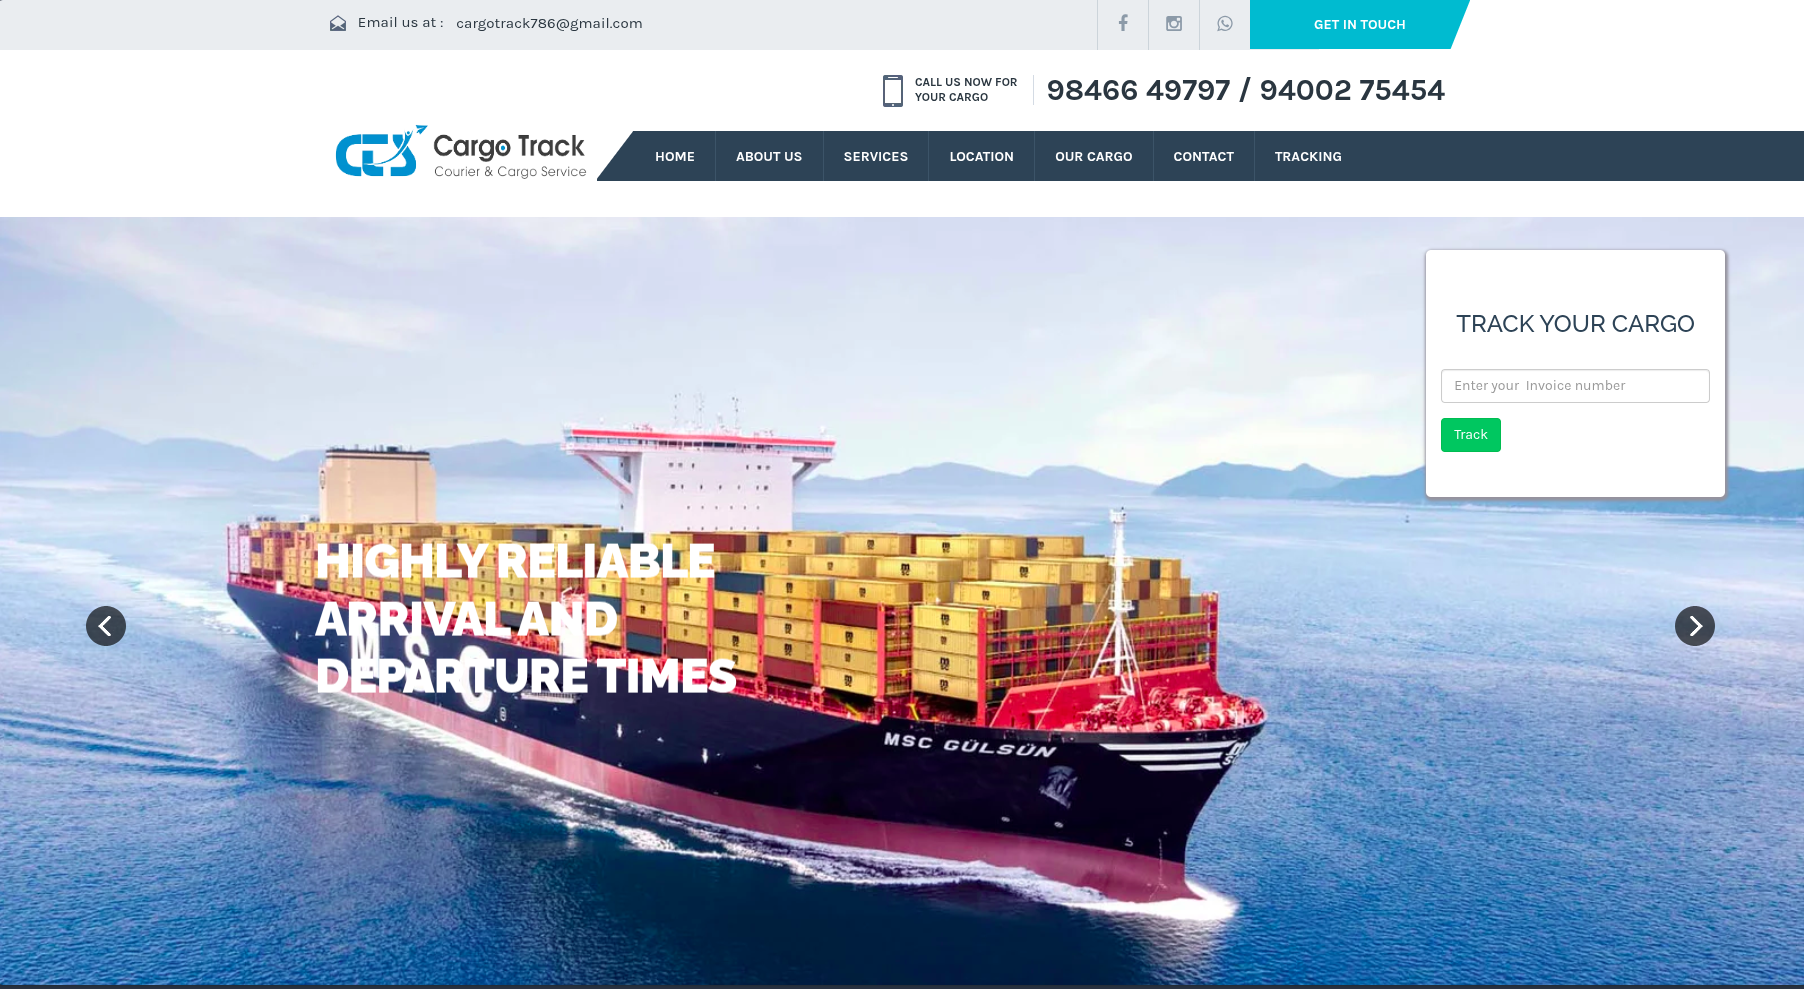 Email us at : cargotrack786@gmail.com
GET IN TOUCH
CALL US NOW FOR
YOUR CARGO
98466 49797 / 94002 75454
Cargo Track
Courier & Cargo Service
HOME
ABOUT US
SERVICES
LOCATION
OUR CARGO
CONTACT
TRACKING
TRACK YOUR CARGO
Enter your  Invoice number
Track
HIGHLY RELIABLE
ARRIVAL AND
DEPARTURE TIMES
MSC
MSC GÜLSÜN